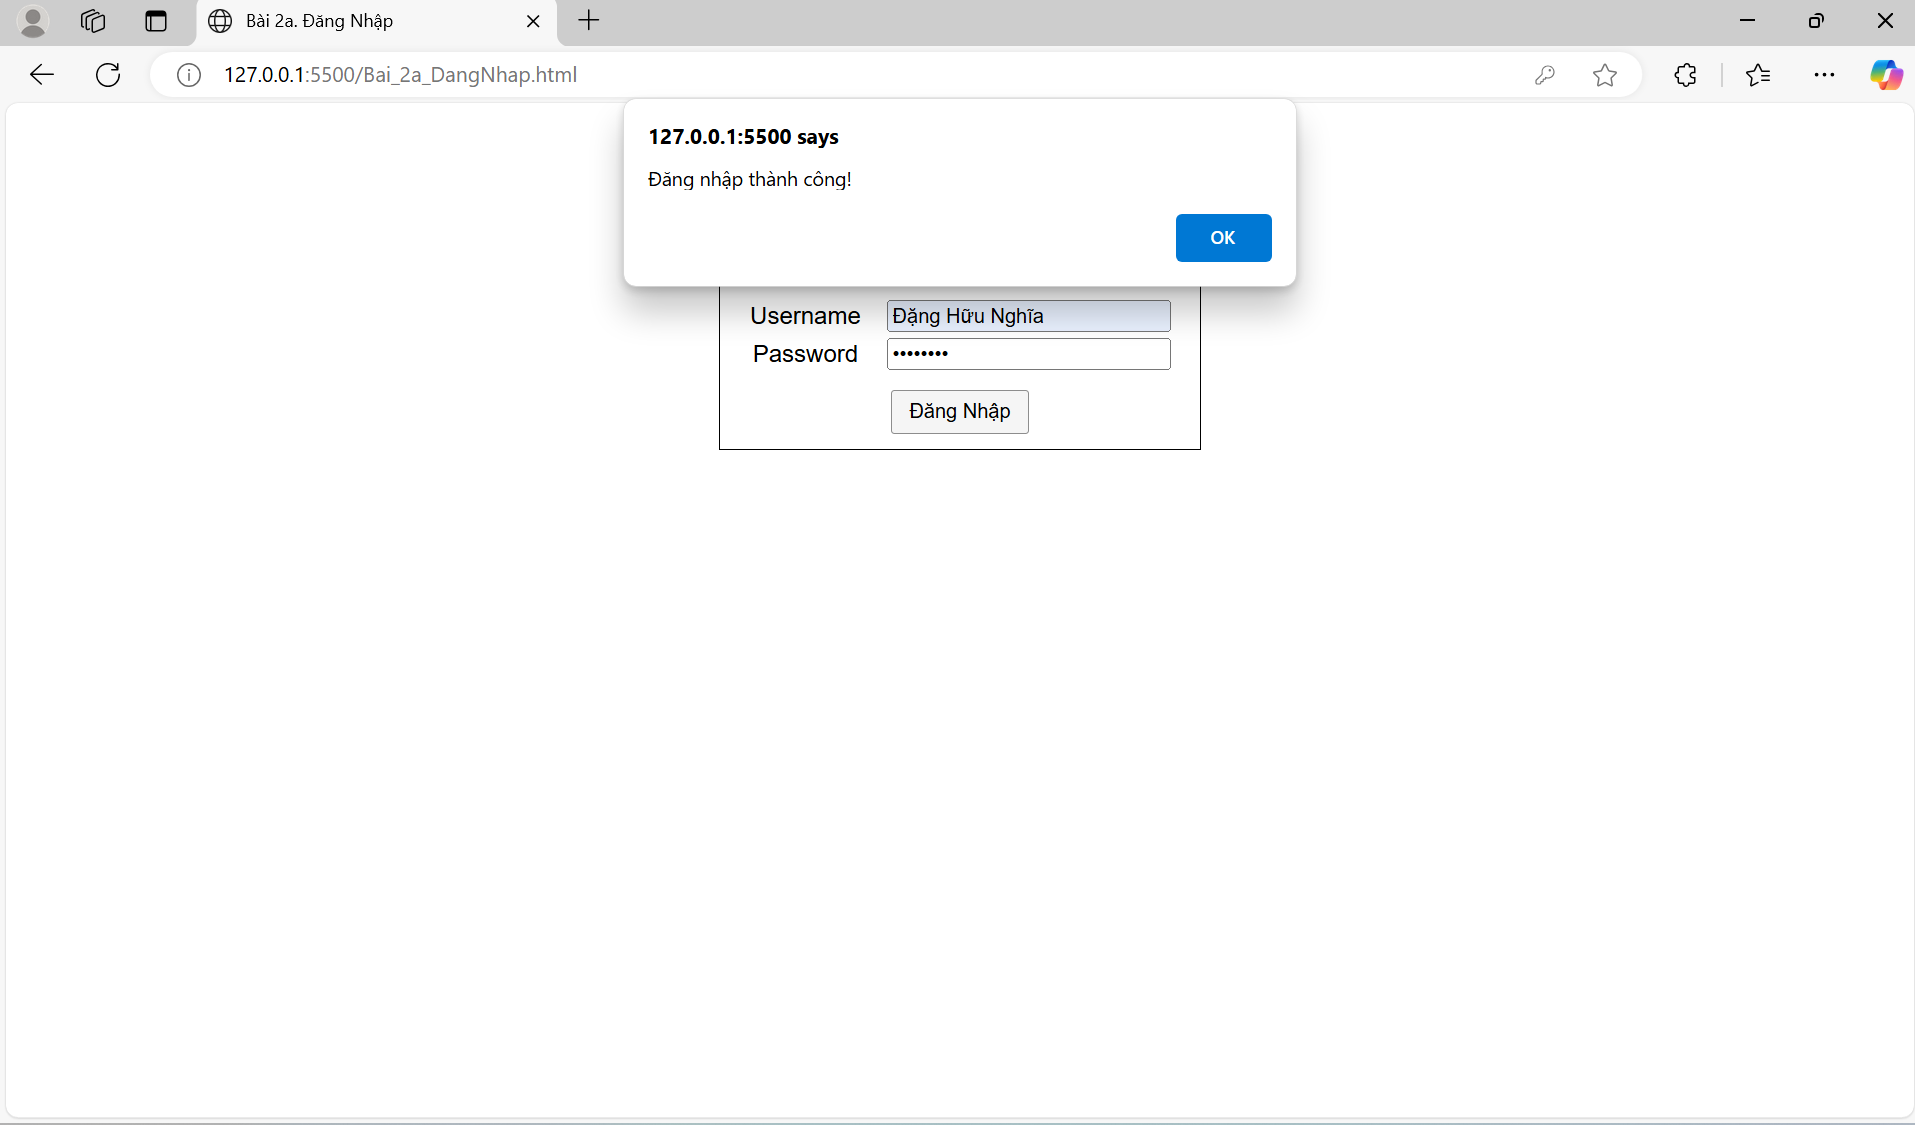 Bài 2a. Đăng Nhập
127.0.0.1:5500/Bai_2a_DangNhap.html
127.0.0.1:5500 says
Đăng nhập thành công!
OK
Username Đặng Hữu Nghĩa
Password ••••••••
Đăng Nhập